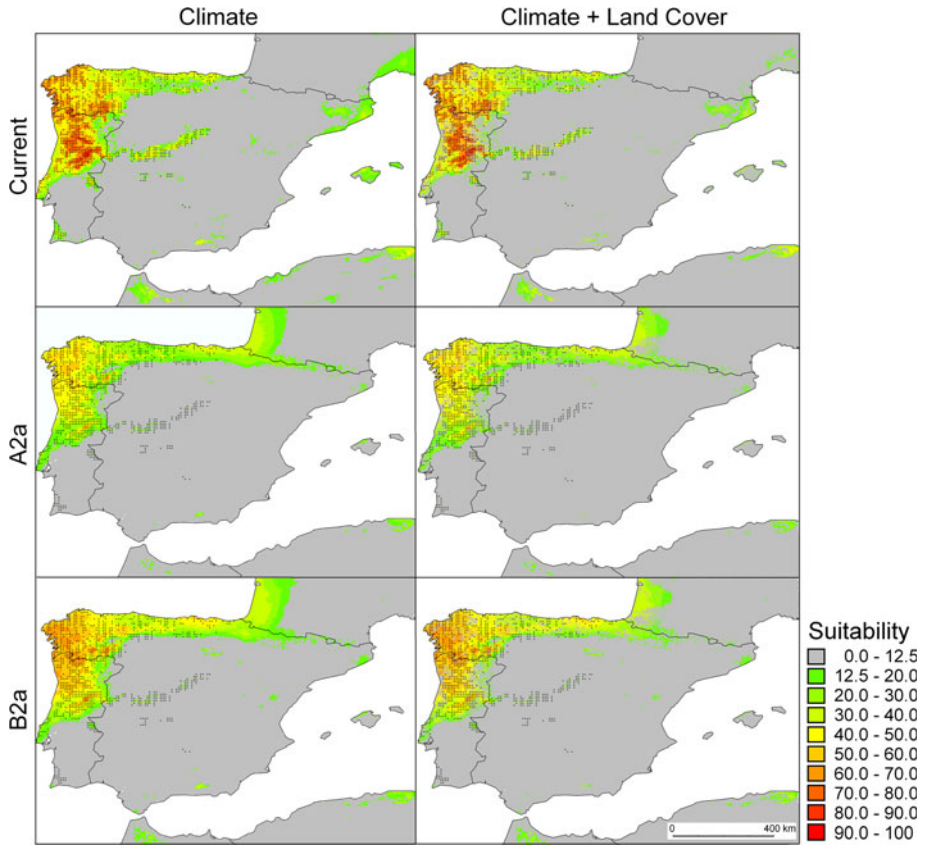 Climate
Climate + Land Cover
Current
A2a
B2a
Suitability
0.0 - 12.5
12.5 - 20.0
20.0 - 30.0
30.0 - 40.0
40.0 - 50.0
50.0 - 60.0
60.0 - 70.0
70.0 - 80.0
80.0 - 90.0
90.0 - 100
0 400 km